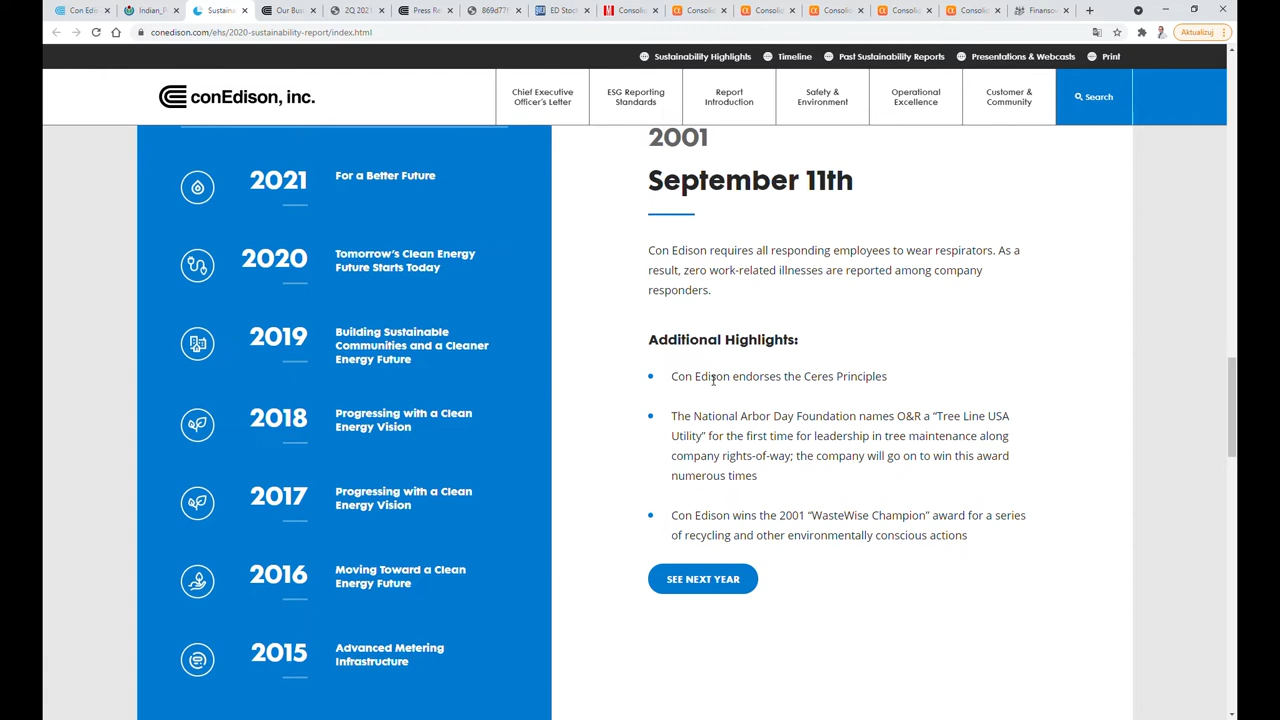 Con Ed
Indian_P
Sustaina
Our Bus
2Q 2021
Press Re
869d77f
ED Stoc
Consoli
Consoli
Consolid
Consolid
Consoli
Consoli
Finansow
conedison.com/ehs/2020-sustainability-report/index.html
Aktualizuj
Sustainability Highlights
Timeline
Past Sustainability Reports
Presentations & Webcasts
Print
conEdison, inc.
Chief Executive
Officer's Letter
ESG Reporting
Standards
Report
Introduction
Safety &
Environment
Operational
Excellence
Customer &
Community
Search
2021
For a Better Future
2020
Tomorrow's Clean Energy
Future Starts Today
2019
Building Sustainable
Communities and a Cleaner
Energy Future
2018
Progressing with a Clean
Energy Vision
2017
Progressing with a Clean
Energy Vision
2016
Moving Toward a Clean
Energy Future
2015
Advanced Metering
Infrastructure
2001
September 11th
Con Edison requires all responding employees to wear respirators. As a
result, zero work-related illnesses are reported among company
responders.
Additional Highlights:
Con Edison endorses the Ceres Principles
The National Arbor Day Foundation names O&R a “Tree Line USA
Utility” for the first time for leadership in tree maintenance along
company rights-of-way; the company will go on to win this award
numerous times
Con Edison wins the 2001 “WasteWise Champion” award for a series
of recycling and other environmentally conscious actions
SEE NEXT YEAR